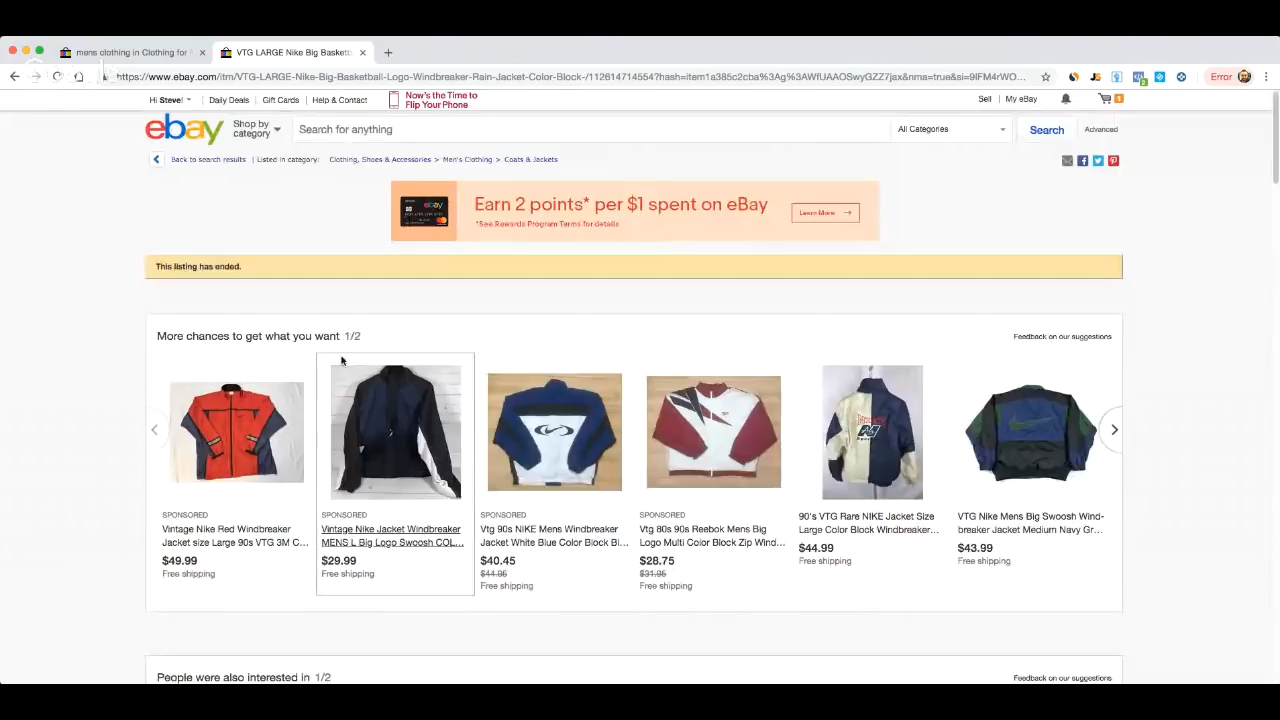 mens clothing in Clothing for
VTG LARGE Nike Big Basketb
https://www.ebay.com/itm/VTG-LARGE-Nike-Big-Basketball-Logo-Windbreaker-Rain-Jacket-Color-Block-/112614714554?hash=item1a385c2cba%3Ag%3AWfUAAOSwyGZZ7jax&nma=true&si=9IFM4rWO...
Error
Hi Steve!
Daily Deals
Gift Cards
Help & Contact
Now's the Time to
Flip Your Phone
Sell
My eBay
1
ebay
Shop by
category
Search for anything
All Categories
Search
Advanced
Back to search results
Listed in category:
Clothing, Shoes & Accessories > Men's Clothing > Coats & Jackets
ebay
Earn 2 points* per $1 spent on eBay
*See Rewards Program Terms for details
Learn More
This listing has ended.
More chances to get what you want 1/2
Feedback on our suggestions
SPONSORED
Vintage Nike Red Windbreaker
Jacket size Large 90s VTG 3M C...
$49.99
Free shipping
SPONSORED
Vintage Nike Jacket Windbreaker
MENS L Big Logo Swoosh COL...
$29.99
Free shipping
SPONSORED
Vtg 90s NIKE Mens Windbreaker
Jacket White Blue Color Block Bi...
$40.45
$44.95
Free shipping
SPONSORED
Vtg 80s 90s Reebok Mens Big
Logo Multi Color Block Zip Wind...
$28.75
$31.95
Free shipping
90's VTG Rare NIKE Jacket Size
Large Color Block Windbreaker...
$44.99
Free shipping
VTG Nike Mens Big Swoosh Wind-
breaker Jacket Medium Navy Gr...
$43.99
Free shipping
People were also interested in 1/2
Feedback on our suggestions